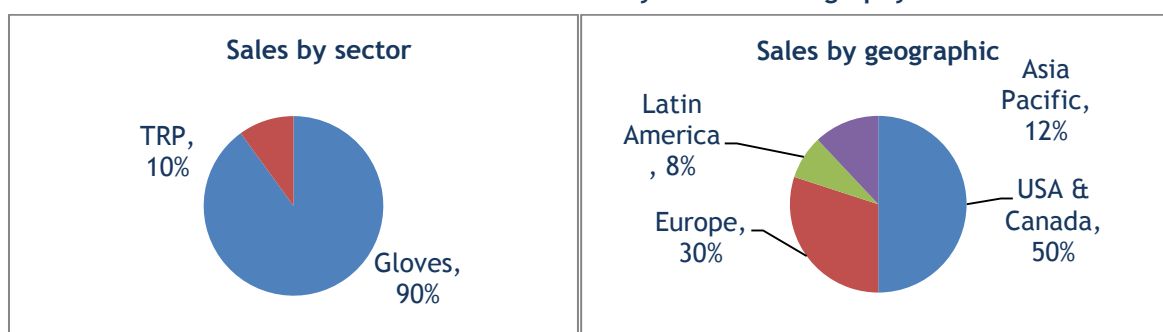 Sales by sector
TRP,
10%
Gloves,
90%
Sales by geographic
Asia
Pacific,
12%
Latin
America
, 8%
USA &
Canada,
50%
Europe,
30%